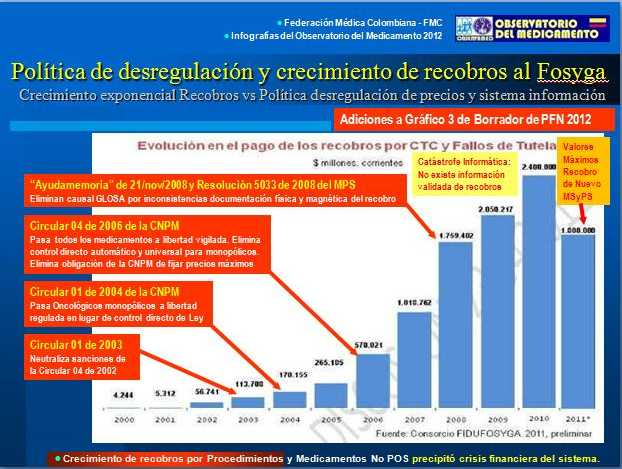 Federación Médica Colombiana - FMC
Infografías del Observatorio del Medicamento 2012
OBSERVATORIO
DEL MEDICAMENTO
Política de desregulación y crecimiento de recobros al Fosyga
Crecimiento exponencial Recobros vs Política desregulación de precios y sistema información
Adiciones a Gráfico 3 de Borrador de PFN 2012
Evolución en el pago de los recobros por CTC y Fallos de Tutela
$ millones. corrientes
Catástrofe Informática:
No existe información
validada de recobros
Valores
Máximos
Recobro
de Nuevo
MSyPS
"Ayudamemoria" de 21/nov/2008 y Resolución 5033 de 2008 del MPS
Eliminan causal GLOSA por inconsistencias documentación física y magnética del recobro
Circular 04 de 2006 de la CNPM
Pasa todos los medicamentos a libertad vigilada. Elimina
control directo automático y universal para monopólicos.
Elimina obligación de la CNPM de fijar precios máximos
Circular 01 de 2004 de la CNPM
Pasa Oncológicos monopólicos a libertad
regulada en lugar de control directo de Ley
Circular 01 de 2003
Neutraliza sanciones de
la Circular 04 de 2002
4.244 5.312 56.741 113.700 170.155 265.105 570.021 1.018.762 1.759.402 2.050.217 2.400.000 1.800.000
2000 2001 2002 2003 2004 2005 2006 2007 2008 2009 2010 2011*
Fuente: Consorcio FIDUFOSYGA. 2011, preliminar
Crecimiento de recobros por Procedimientos y Medicamentos No POS precipitó crisis financiera del sistema.